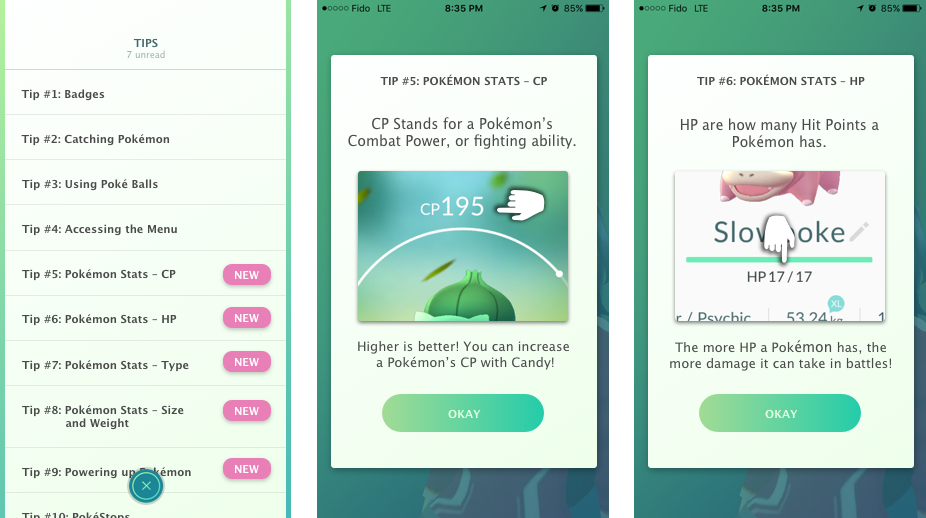 TIPS
7 unread
Tip #1: Badges
Tip #2: Catching Pokémon
Tip #3: Using Poké Balls
Tip #4: Accessing the Menu
Tip #5: Pokémon Stats – CP
NEW
Tip #6: Pokémon Stats – HP
NEW
Tip #7: Pokémon Stats – Type
NEW
Tip #8: Pokémon Stats – Size
and Weight
NEW
Tip #9: Powering up Pokémon
NEW
Tip #10: PokéStops
Fido LTE 8:35 PM 85%
TIP #5: POKÉMON STATS – CP
CP Stands for a Pokémon's
Combat Power, or fighting ability.
CP195
Higher is better! You can increase
a Pokémon's CP with Candy!
OKAY
Fido LTE 8:35 PM 85%
TIP #6: POKÉMON STATS – HP
HP are how many Hit Points a
Pokémon has.
Slowpoke
HP 17 / 17
XL
r / Psychic 53.24 kg 1
The more HP a Pokémon has, the
more damage it can take in battles!
OKAY